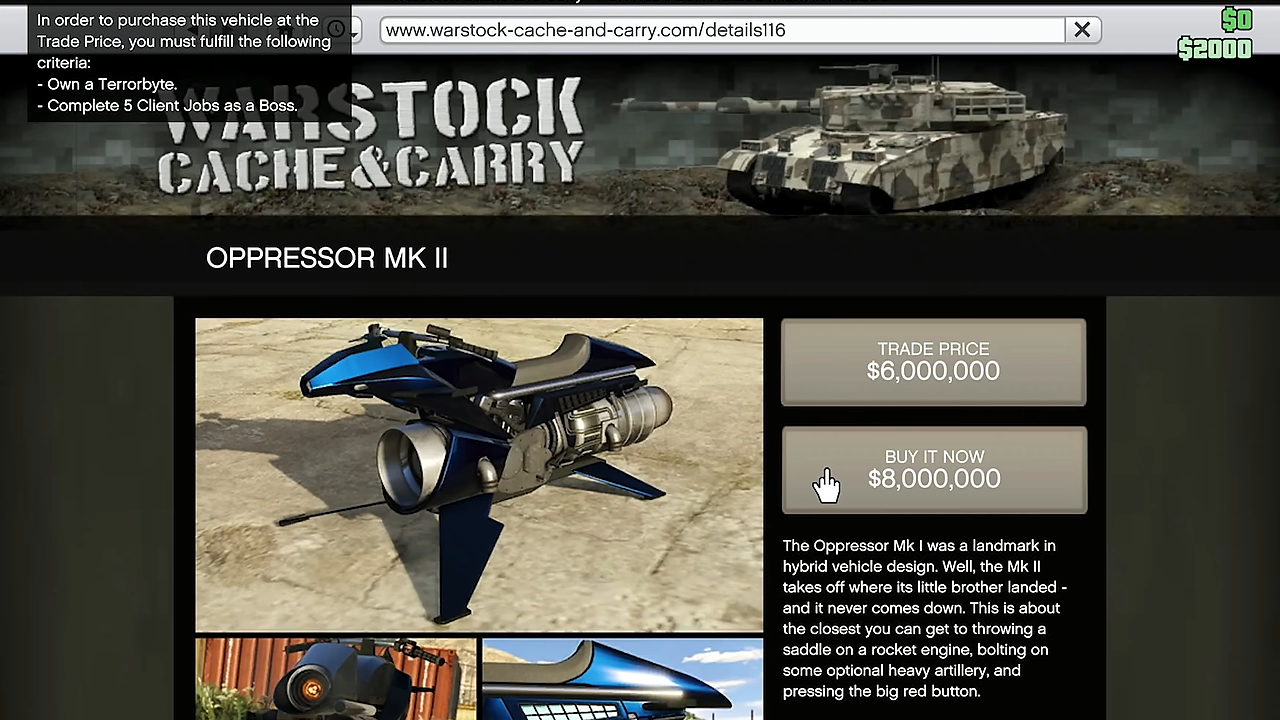 In order to purchase this vehicle at the
Trade Price, you must fulfill the following
criteria:
- Own a Terrorbyte.
- Complete 5 Client Jobs as a Boss.
www.warstock-cache-and-carry.com/details116
$0
$2000
WARSTOCK
CACHE&CARRY
OPPRESSOR MK II
TRADE PRICE
$6,000,000
BUY IT NOW
$8,000,000
The Oppressor Mk I was a landmark in
hybrid vehicle design. Well, the Mk II
takes off where its little brother landed -
and it never comes down. This is about
the closest you can get to throwing a
saddle on a rocket engine, bolting on
some optional heavy artillery, and
pressing the big red button.